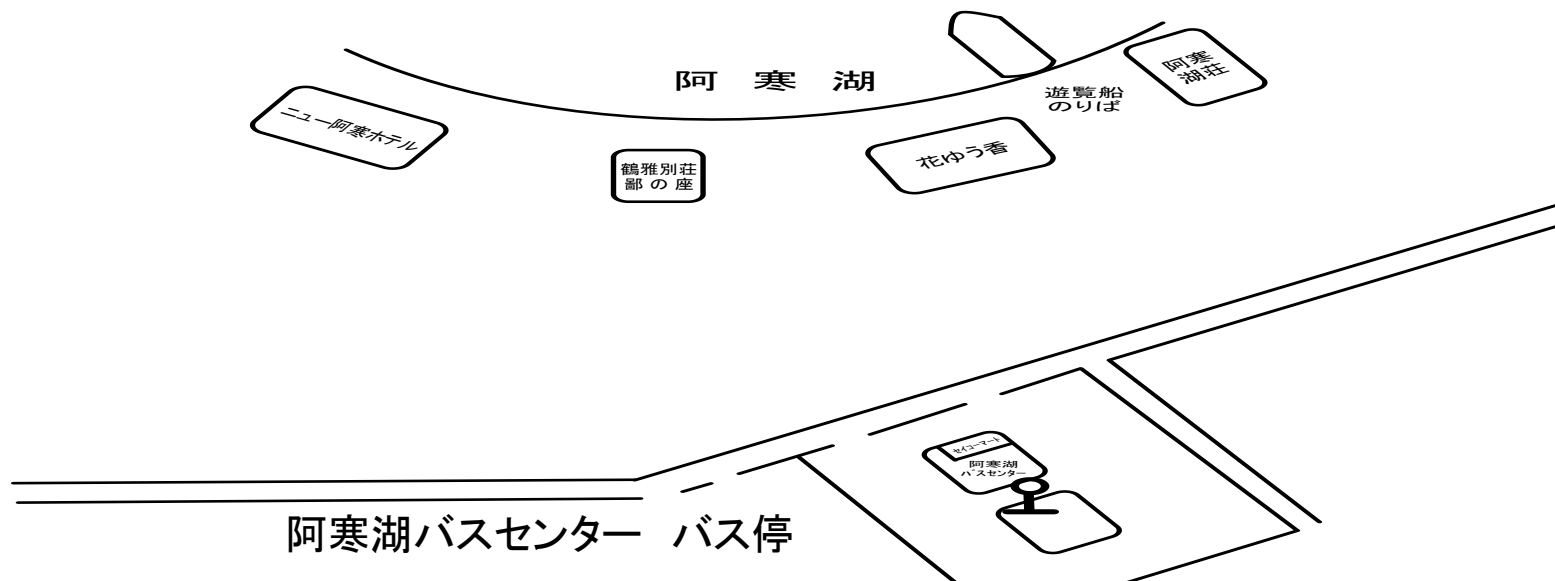 阿寒湖
遊覧船
のりば
阿寒
湖荘
ニュー阿寒ホテル
鶴雅別荘
鄙の座
花ゆう香
セイコーマート
阿寒湖
バスセンター
阿寒湖バスセンター バス停